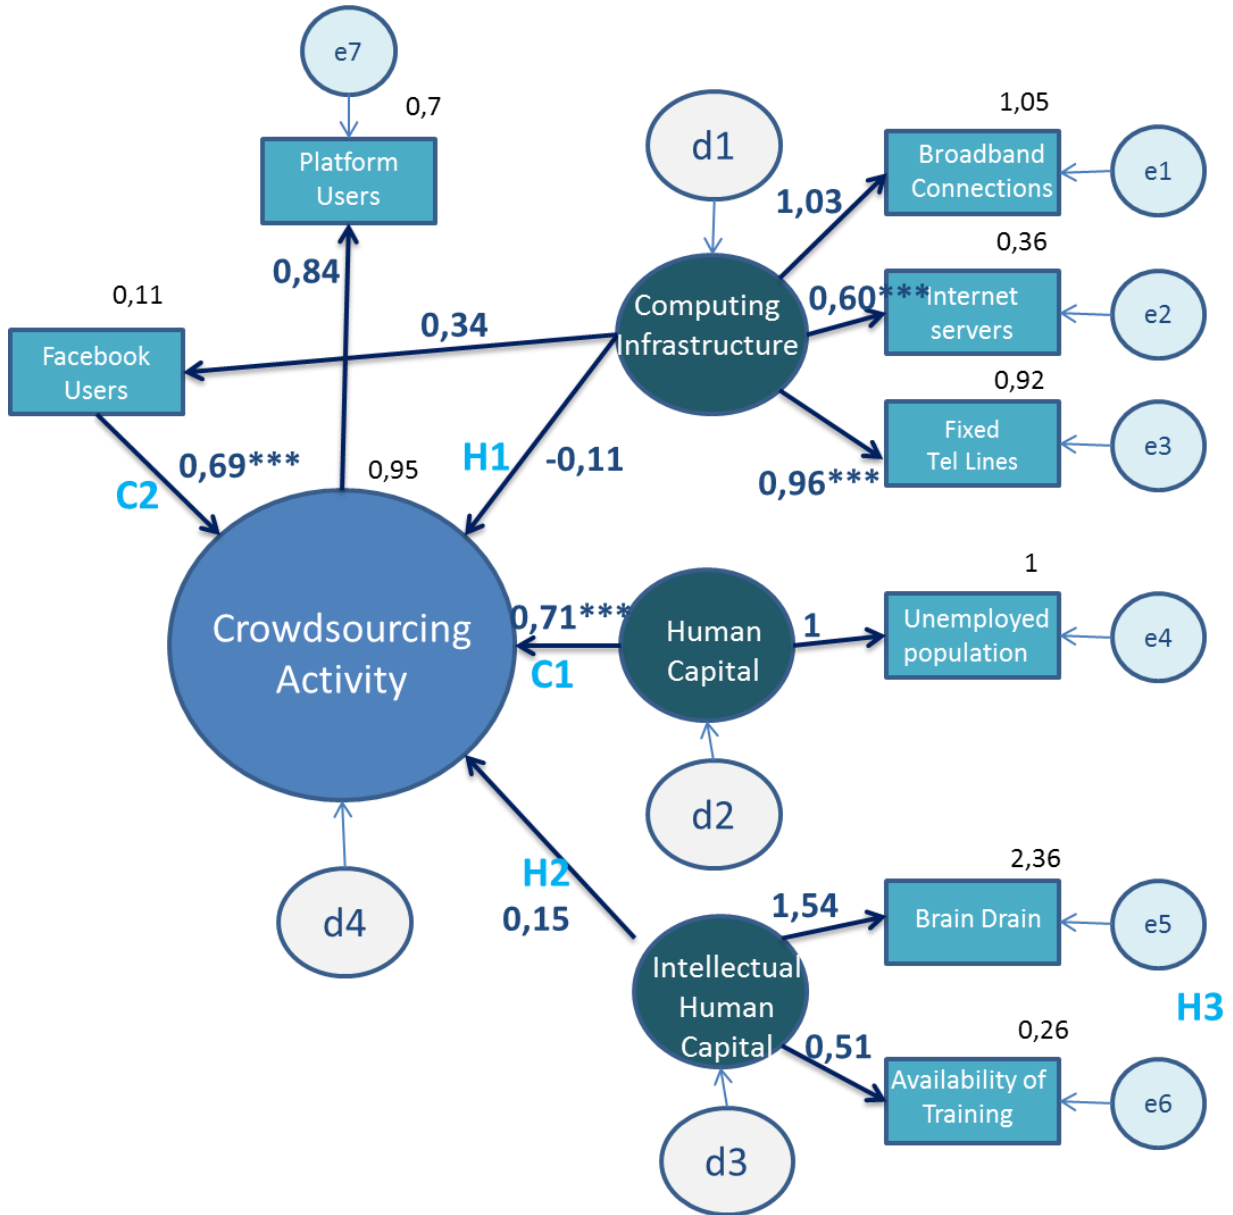 e7
0,7
Platform
Users
0,84
0,11
Facebook
Users
0,34
0,69***
C2
0,95
Crowdsourcing
Activity
d4
d1
Computing
Infrastructure
H1
-0,11
1,03
1,05
Broadband
Connections
e1
0,60***
0,36
Internet
servers
e2
0,96***
0,92
Fixed
Tel Lines
e3
0,71***
C1
Human
Capital
1
1
Unemployed
population
e4
d2
H2
0,15
Intellectual
Human
Capital
1,54
2,36
Brain Drain
e5
H3
0,51
0,26
Availability of
Training
e6
d3